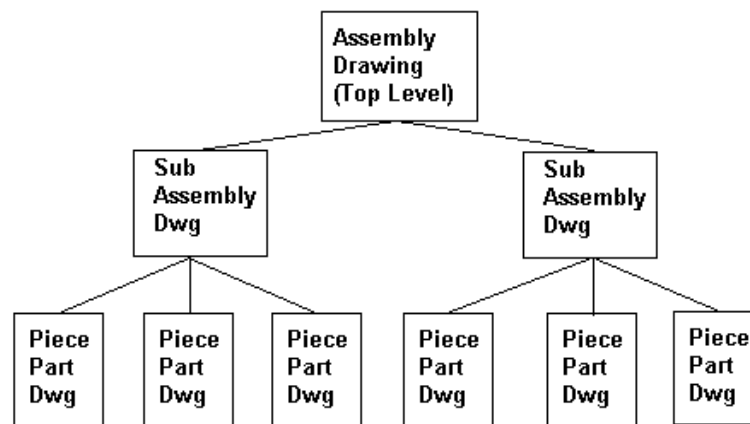 Assembly
Drawing
(Top Level)
Sub
Assembly
Dwg
Sub
Assembly
Dwg
Piece
Part
Dwg
Piece
Part
Dwg
Piece
Part
Dwg
Piece
Part
Dwg
Piece
Part
Dwg
Piece
Part
Dwg